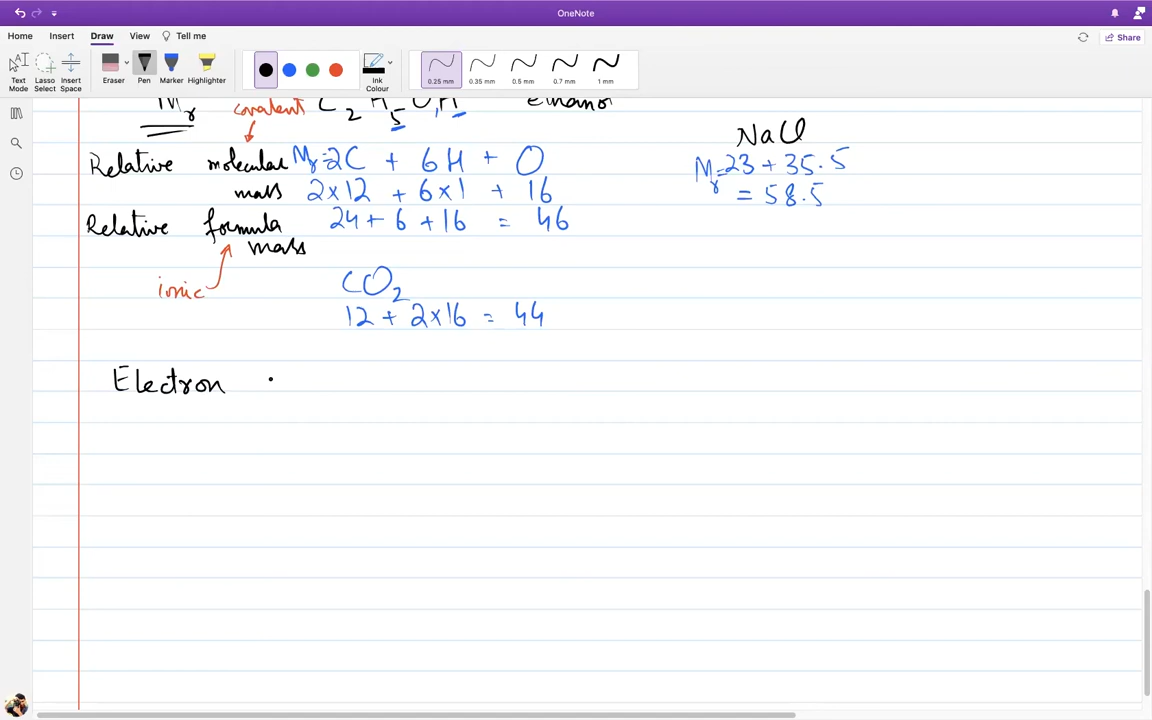 OneNote
Home Insert Draw View Tell me
Share
Text Mode
Lasso Select
Insert Space
Eraser
Pen
Marker
Highlighter
Ink Colour
0.25 mm 0.35 mm 0.5 mm 0.7 mm 1 mm
Mr covalent C2H5OH ethanol
NaCl
Relative molecular mass
Mr=2C + 6H + O
2×12 + 6×1 + 16
24+ 6 +16 = 46
Mr=23 + 35.5
= 58.5
Relative formula mass
ionic
CO2
12 + 2×16 = 44
Electron